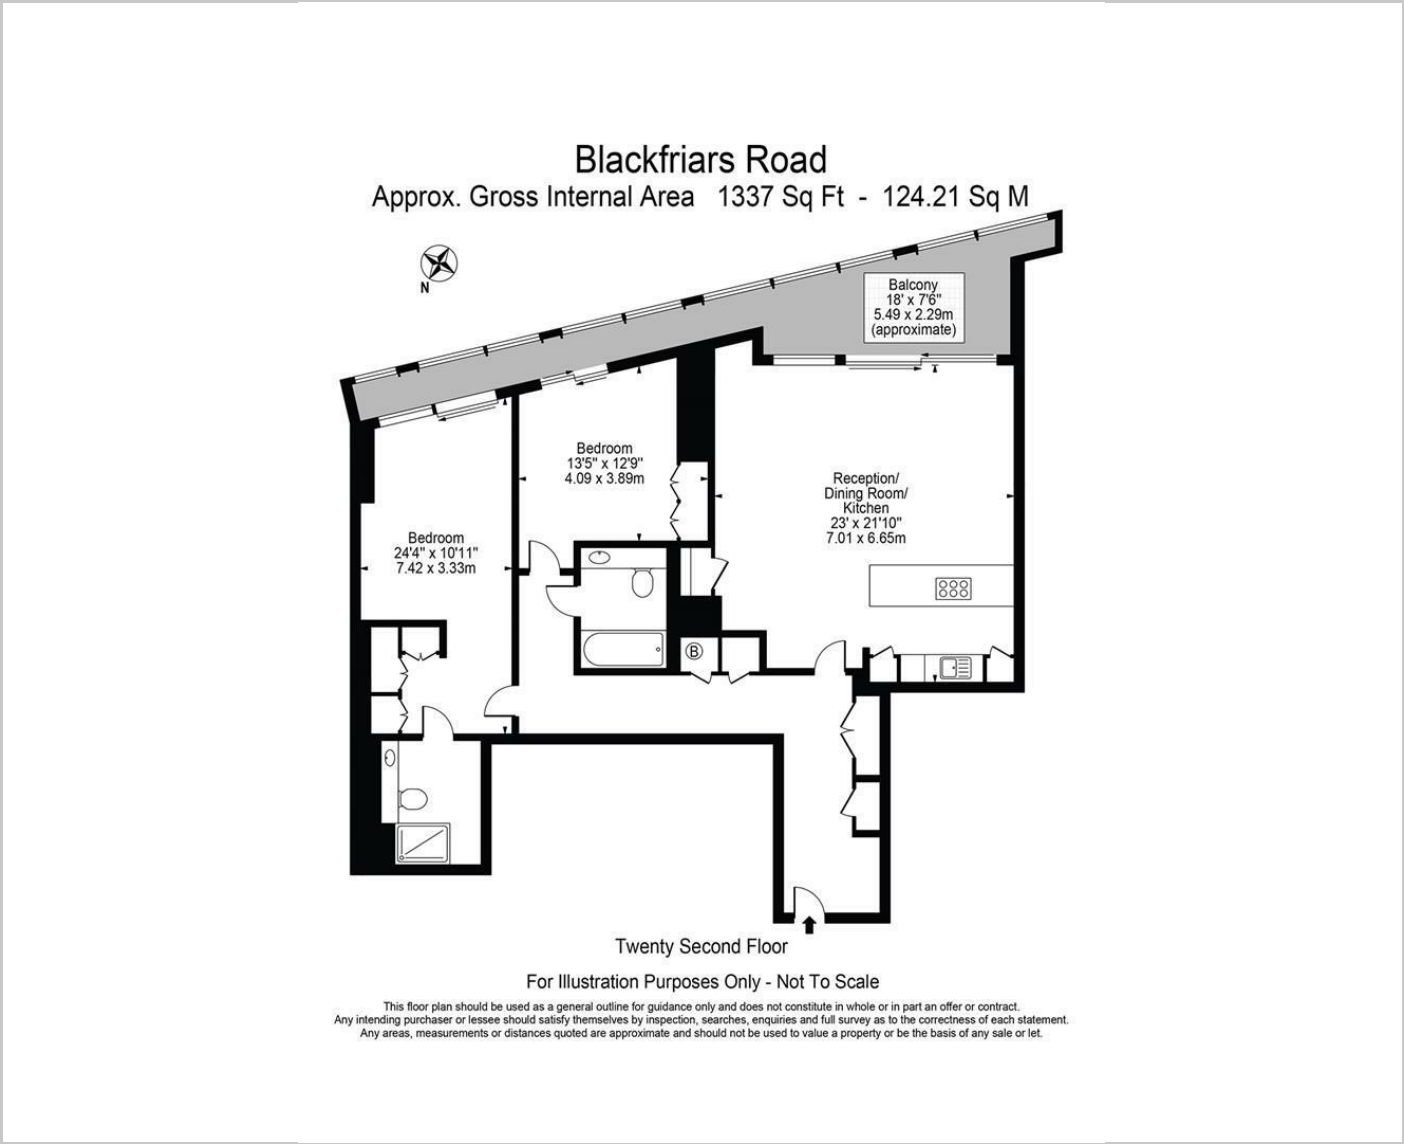 Blackfriars Road
Approx. Gross Internal Area 1337 Sq Ft - 124.21 Sq M
N
Balcony
18' x 7'6"
5.49 x 2.29m
(approximate)
Bedroom
13'5" x 12'9"
4.09 x 3.89m
Reception/
Dining Room/
Kitchen
23' x 21'10"
7.01 x 6.65m
Bedroom
24'4" x 10'11"
7.42 x 3.33m
B
Twenty Second Floor
For Illustration Purposes Only - Not To Scale
This floor plan should be used as a general outline for guidance only and does not constitute in whole or in part an offer or contract.
Any intending purchaser or lessee should satisfy themselves by inspection, searches, enquiries and full survey as to the correctness of each statement.
Any areas, measurements or distances quoted are approximate and should not be used to value a property or be the basis of any sale or let.